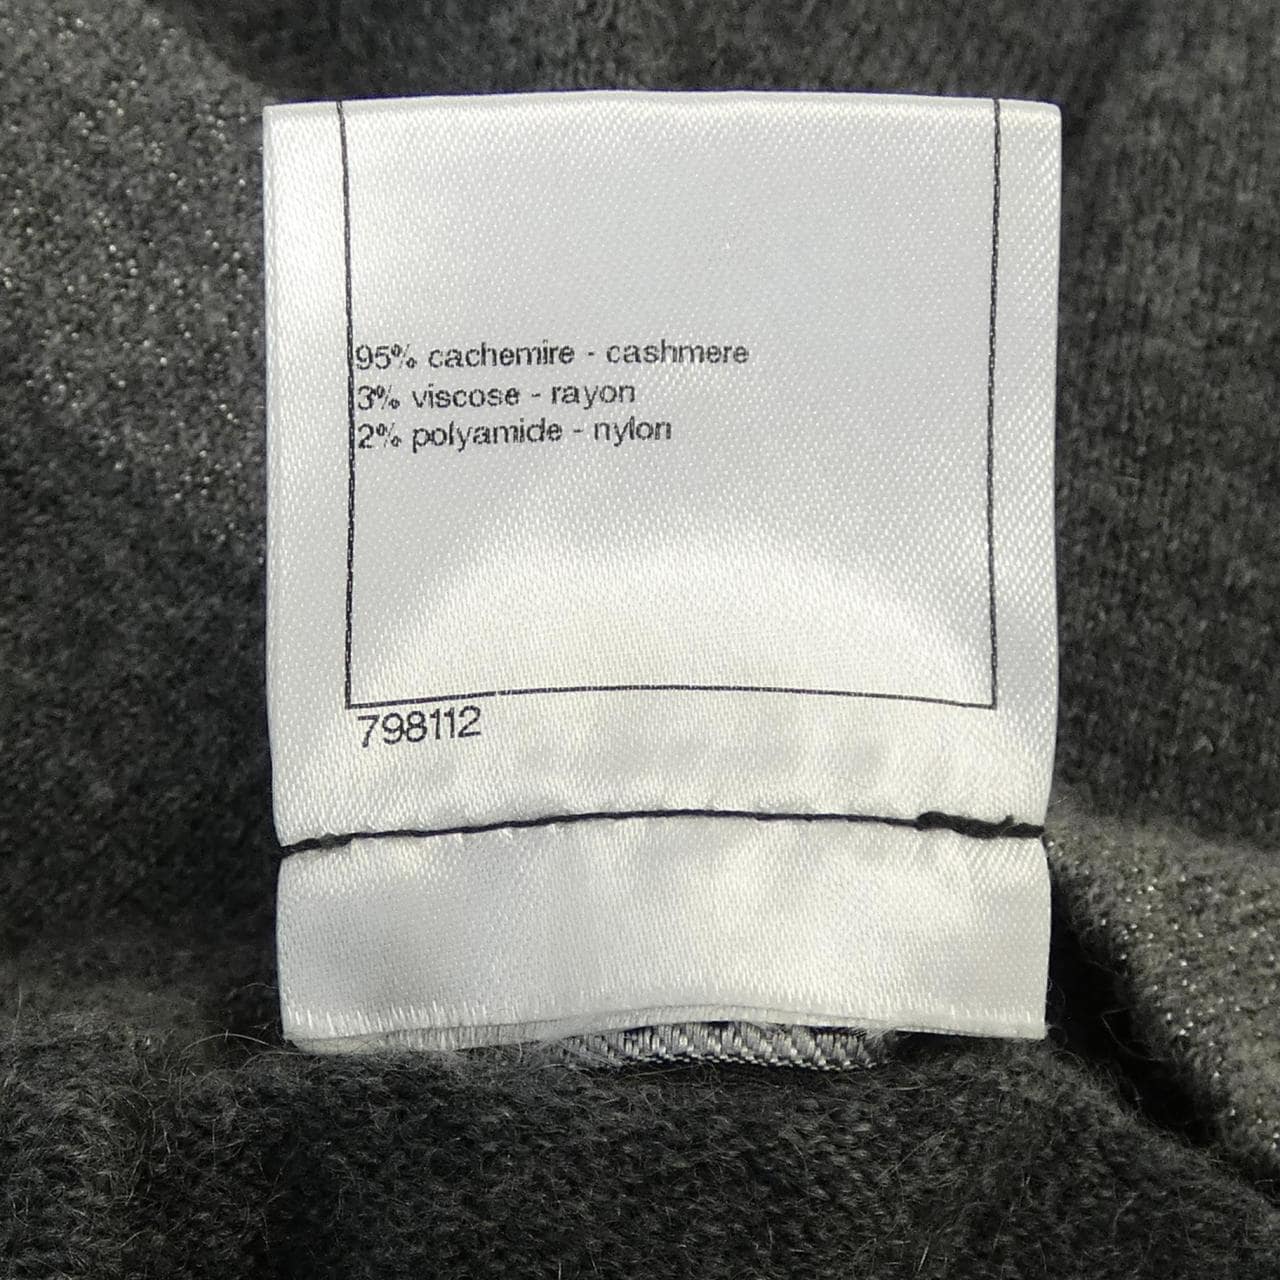 95% cachemire - cashmere
3% viscose - rayon
2% polyamide - nylon
798112